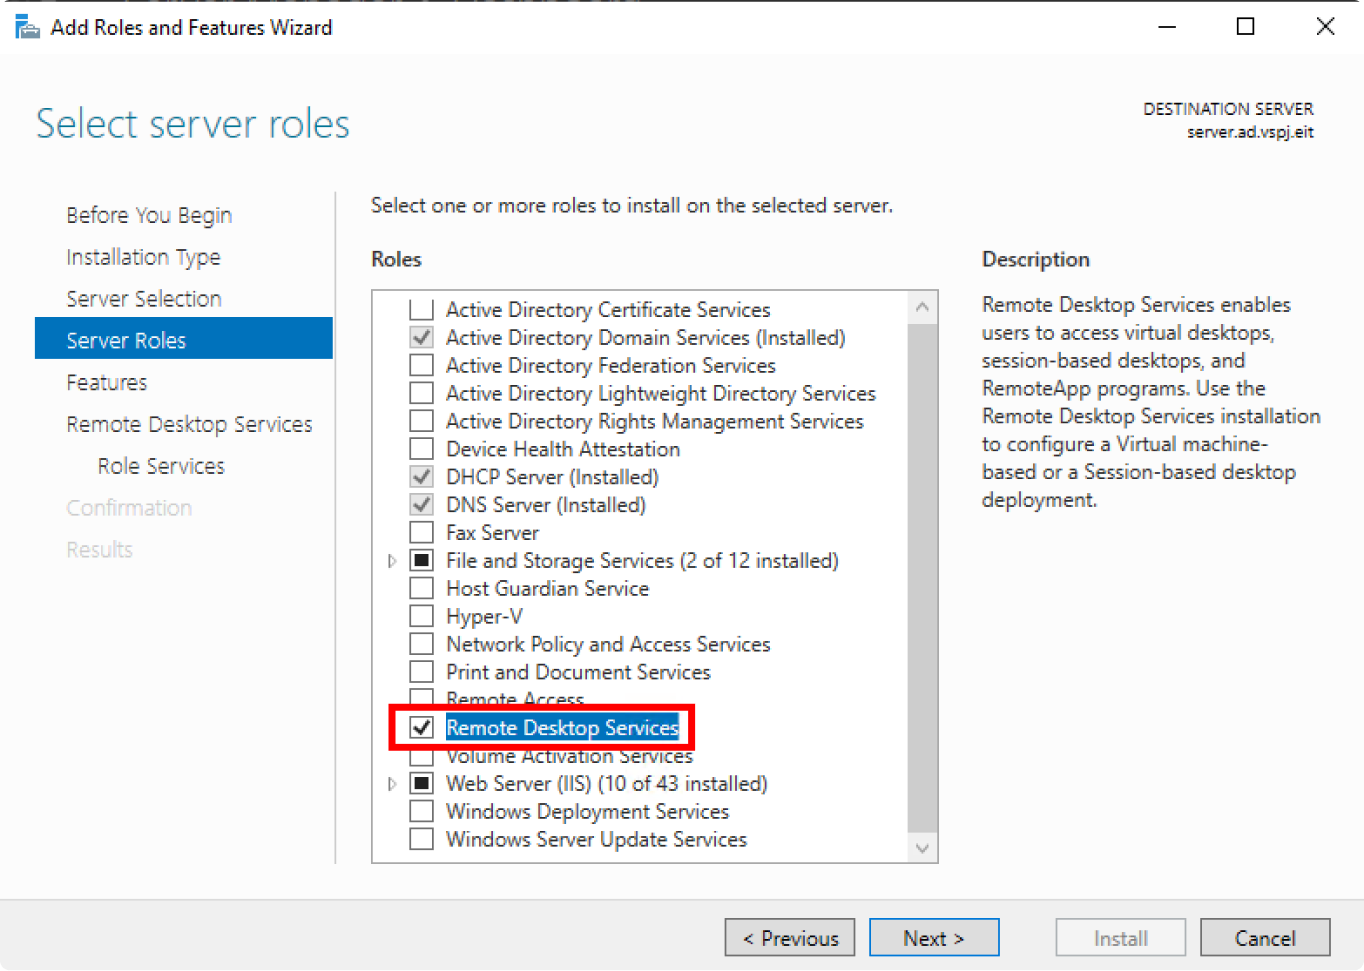 Add Roles and Features Wizard
Select server roles
DESTINATION SERVER
server.ad.vspj.eit
Before You Begin
Installation Type
Server Selection
Server Roles
Features
Remote Desktop Services
Role Services
Confirmation
Results
Select one or more roles to install on the selected server.
Roles
Active Directory Certificate Services
Active Directory Domain Services (Installed)
Active Directory Federation Services
Active Directory Lightweight Directory Services
Active Directory Rights Management Services
Device Health Attestation
DHCP Server (Installed)
DNS Server (Installed)
Fax Server
File and Storage Services (2 of 12 installed)
Host Guardian Service
Hyper-V
Network Policy and Access Services
Print and Document Services
Remote Access
Remote Desktop Services
Volume Activation Services
Web Server (IIS) (10 of 43 installed)
Windows Deployment Services
Windows Server Update Services
Description
Remote Desktop Services enables
users to access virtual desktops,
session-based desktops, and
RemoteApp programs. Use the
Remote Desktop Services installation
to configure a Virtual machine-
based or a Session-based desktop
deployment.
< Previous
Next >
Install
Cancel